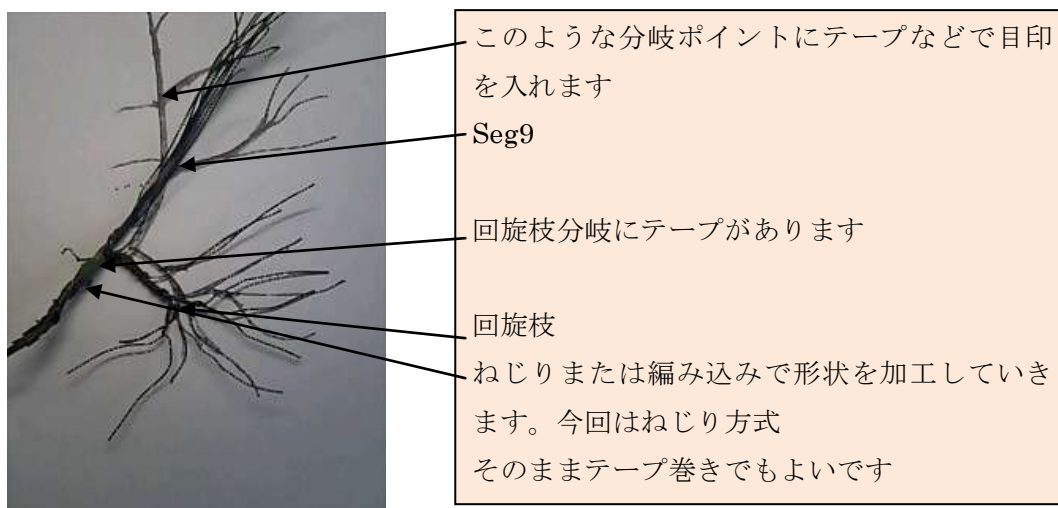 このような分岐ポイントにテープなどで目印
を入れます
Seg9
回旋枝分岐にテープがあります
回旋枝
ねじりまたは編み込みで形状を加工していき
ます。今回はねじり方式
そのままテープ巻きでもよいです